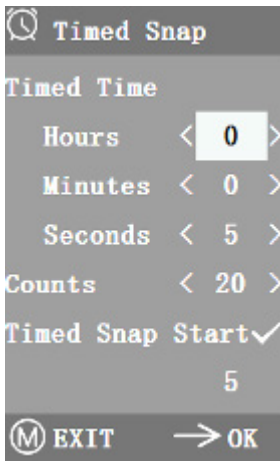 Timed Snap
Timed Time
Hours < 0 >
Minutes < 0 >
Seconds < 5 >
Counts < 20 >
Timed Snap Start✓
5
M EXIT → OK